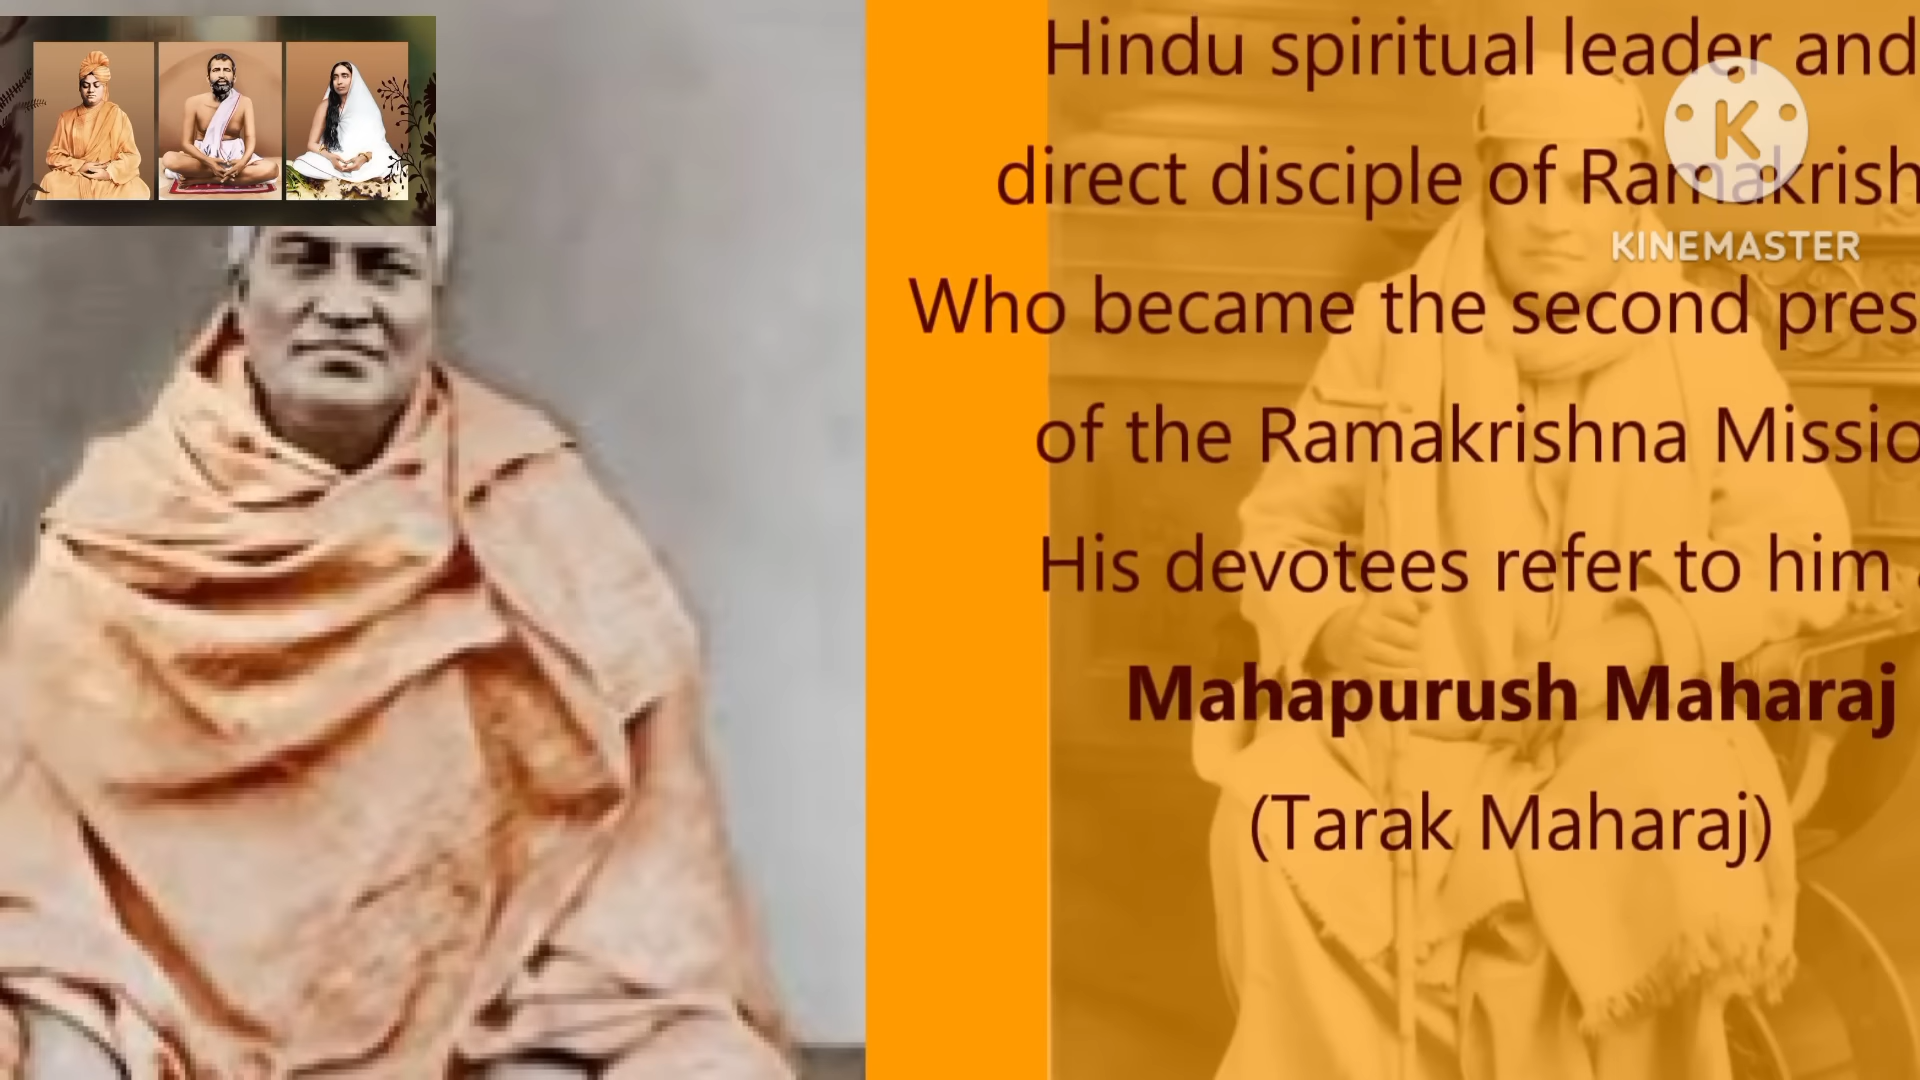 Hindu spiritual leader and
direct disciple of Ramakrish
Who became the second pres
of the Ramakrishna Missio
His devotees refer to him
Mahapurush Maharaj
(Tarak Maharaj)
K
KINEMASTER